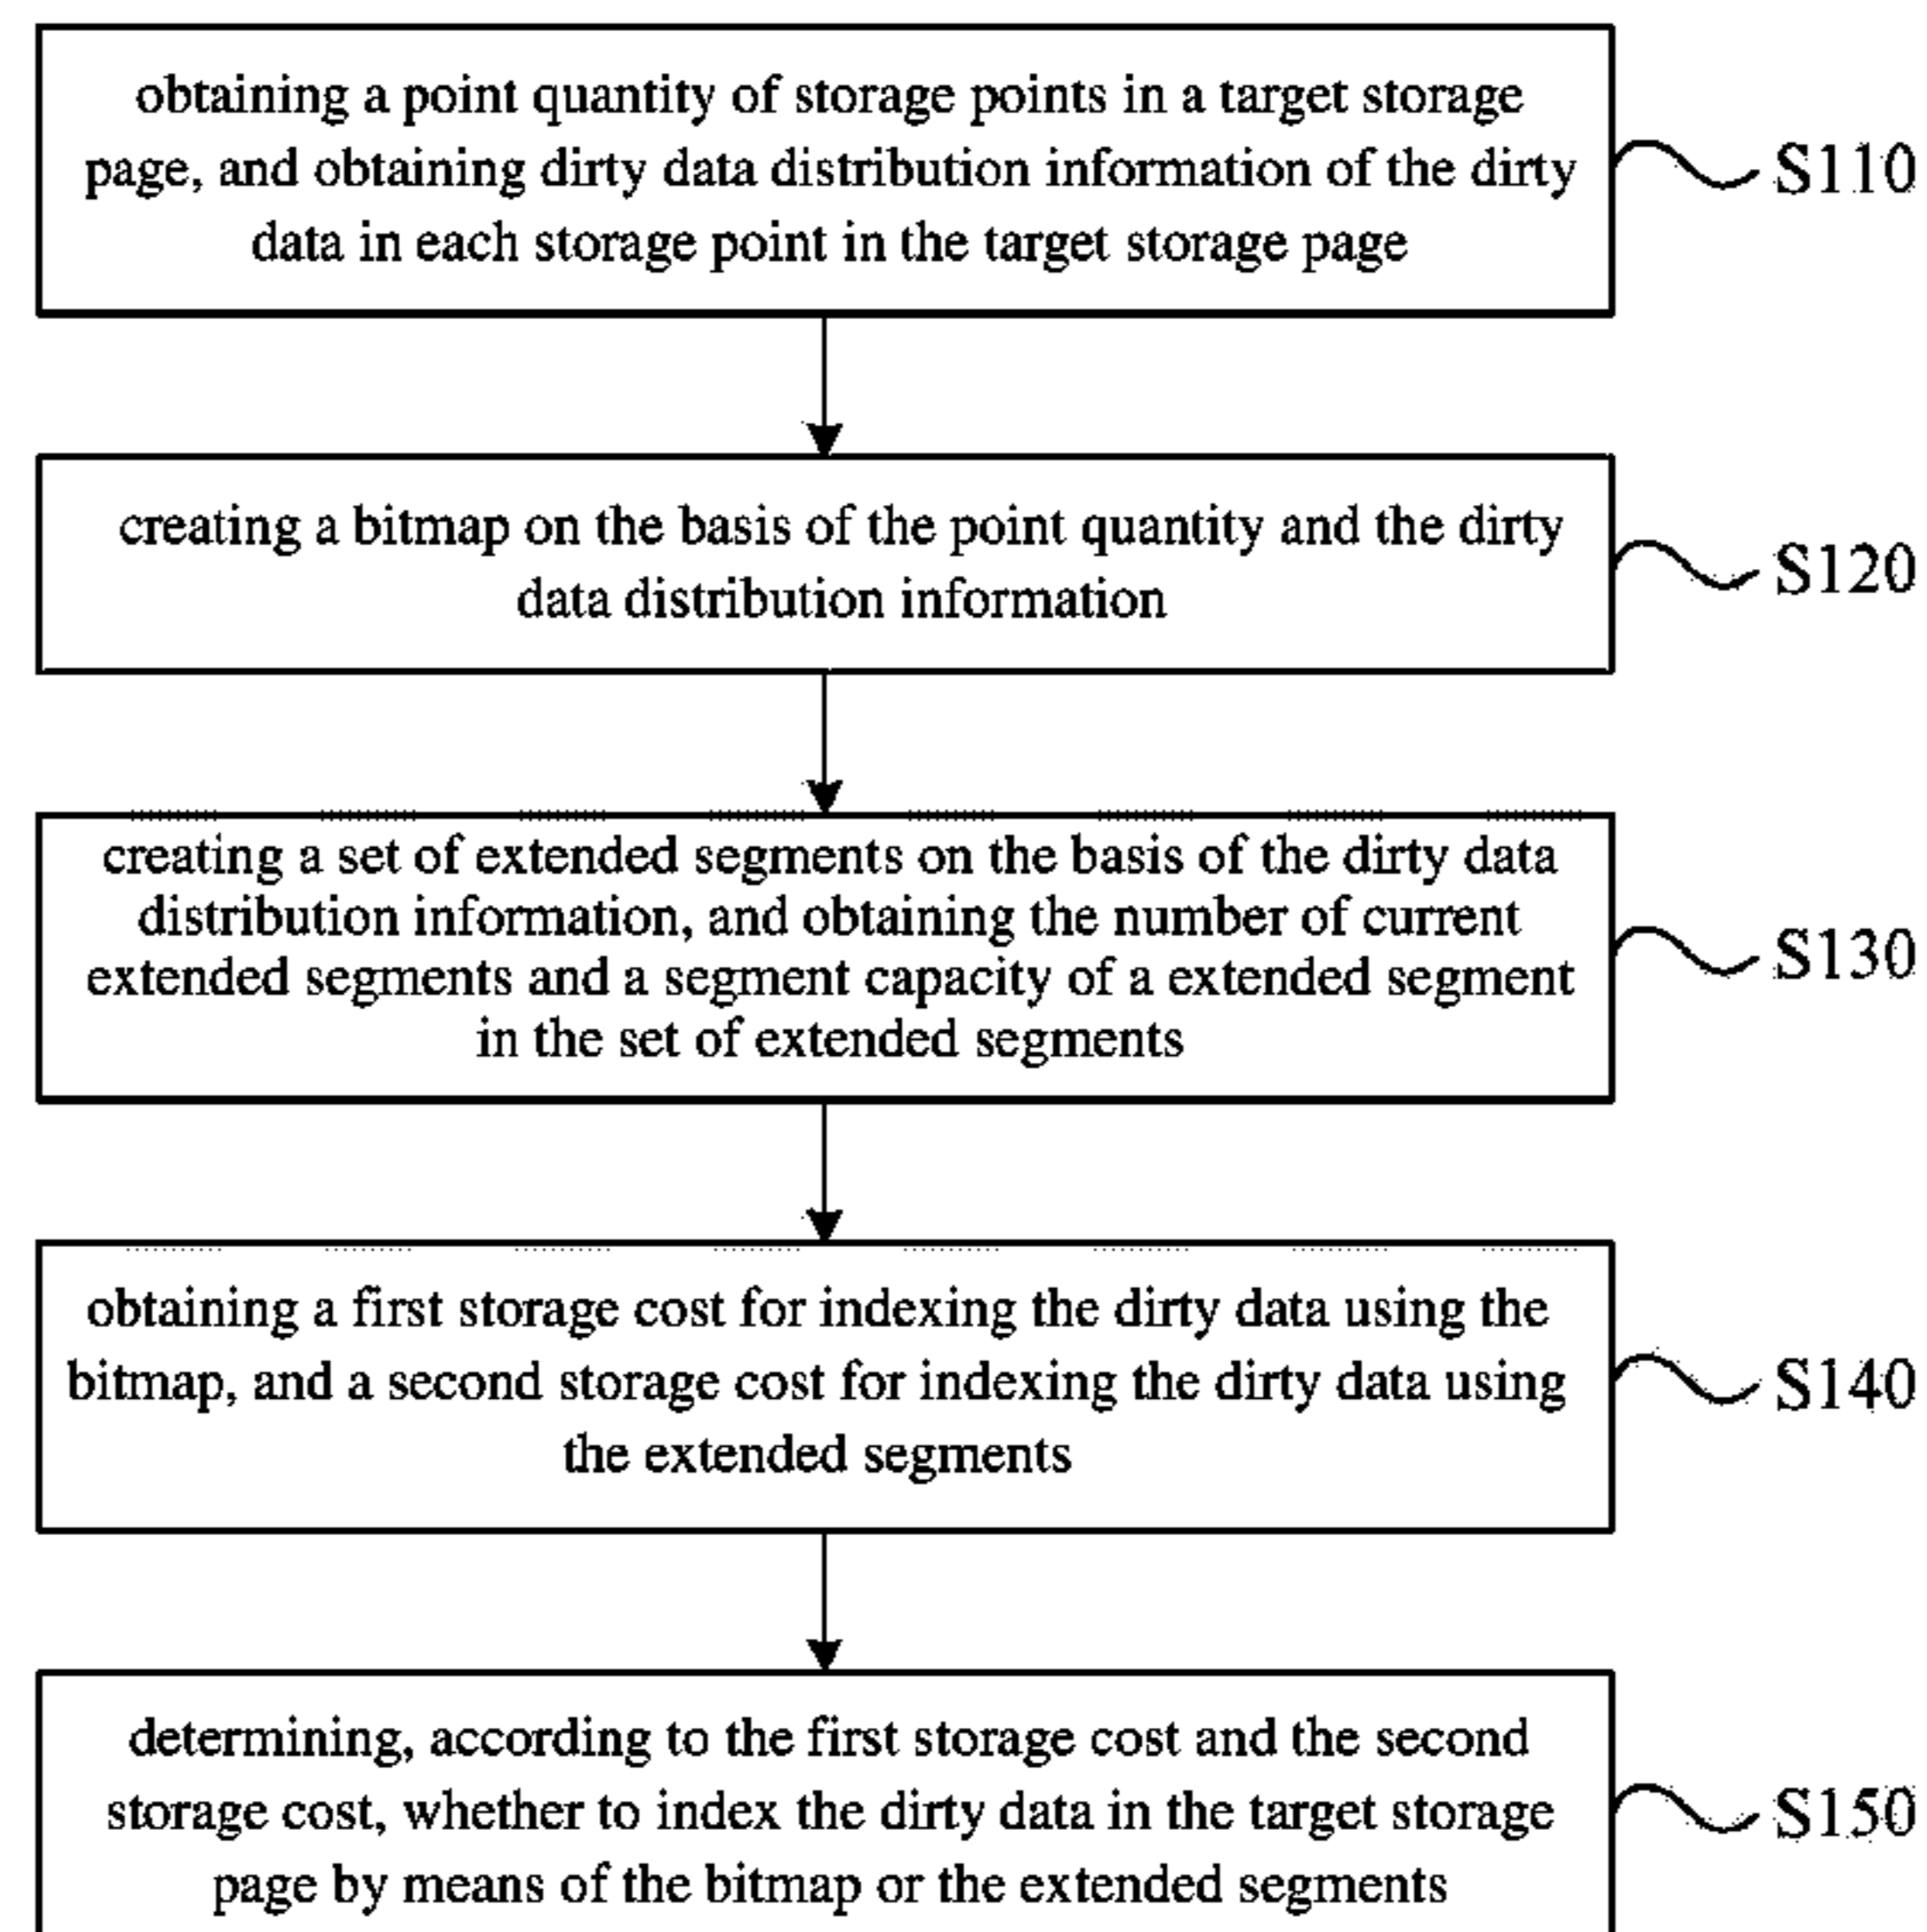 obtaining a point quantity of storage points in a target storage
page, and obtaining dirty data distribution information of the dirty
data in each storage point in the target storage page
S110
creating a bitmap on the basis of the point quantity and the dirty
data distribution information
S120
creating a set of extended segments on the basis of the dirty data
distribution information, and obtaining the number of current
extended segments and a segment capacity of a extended segment
in the set of extended segments
S130
obtaining a first storage cost for indexing the dirty data using the
bitmap, and a second storage cost for indexing the dirty data using
the extended segments
S140
determining, according to the first storage cost and the second
storage cost, whether to index the dirty data in the target storage
page by means of the bitmap or the extended segments
S150